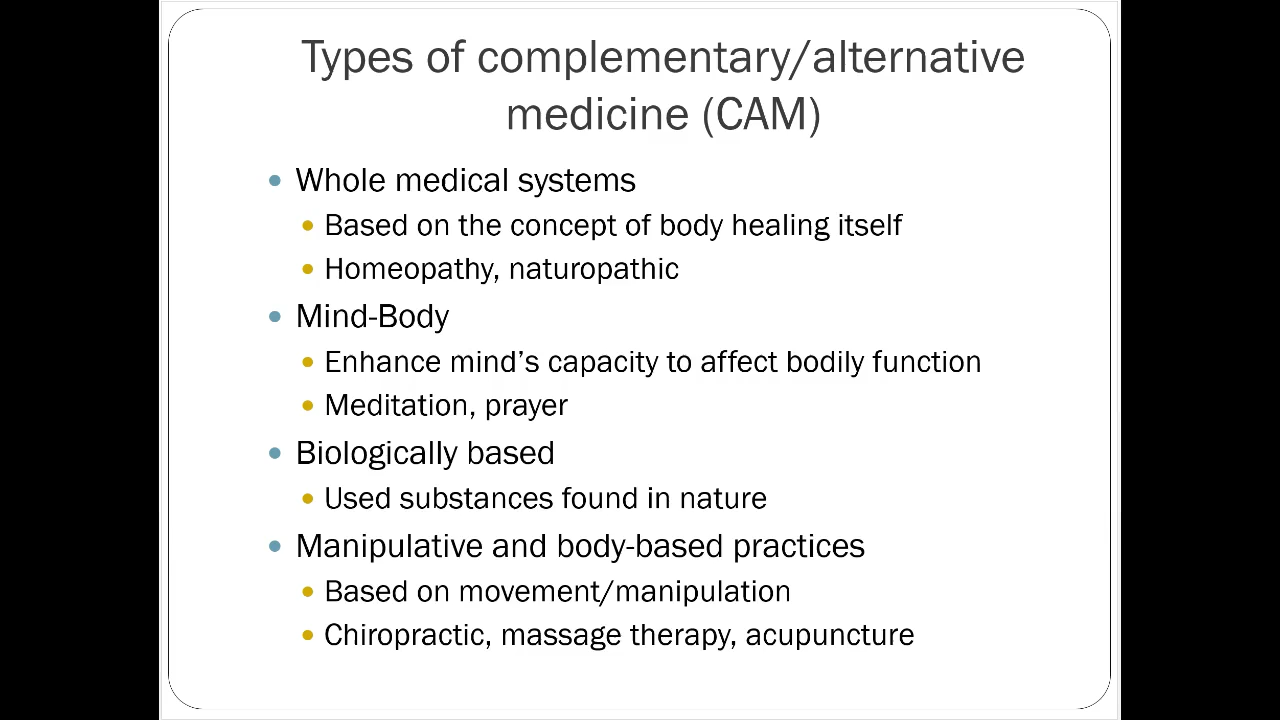 Types of complementary/alternative
medicine (CAM)
Whole medical systems
Based on the concept of body healing itself
Homeopathy, naturopathic
Mind-Body
Enhance mind’s capacity to affect bodily function
Meditation, prayer
Biologically based
Used substances found in nature
Manipulative and body-based practices
Based on movement/manipulation
Chiropractic, massage therapy, acupuncture